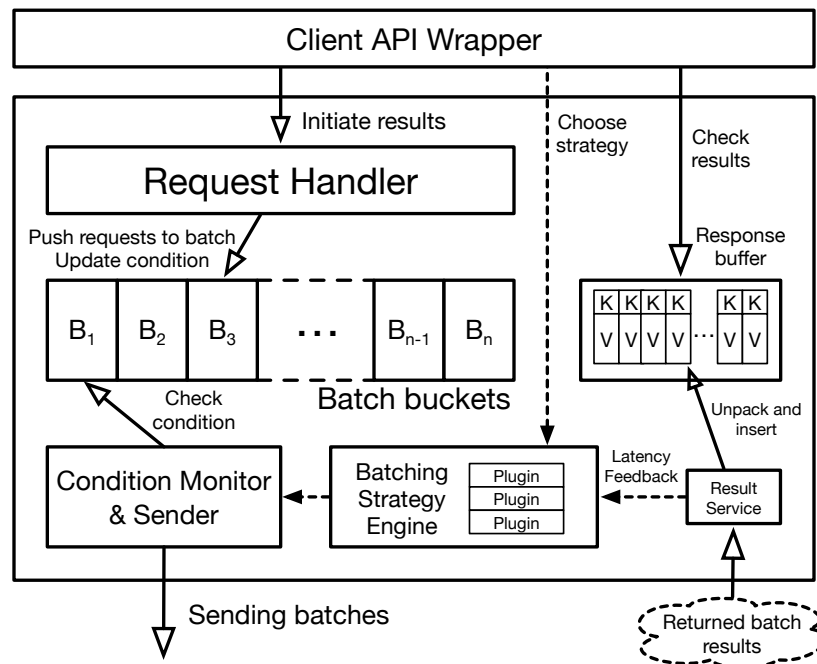 Client API Wrapper
Initiate results
Choose
strategy
Check
results
Request Handler
Push requests to batch
Update condition
Response
buffer
B1 B2 B3 ... Bn-1 Bn
K K K K K K
V V V V ... V V
Check
condition
Batch buckets
Unpack and
insert
Condition Monitor
& Sender
Batching
Strategy
Engine
Plugin
Plugin
Plugin
Latency
Feedback
Result
Service
Sending batches
Returned batch
results